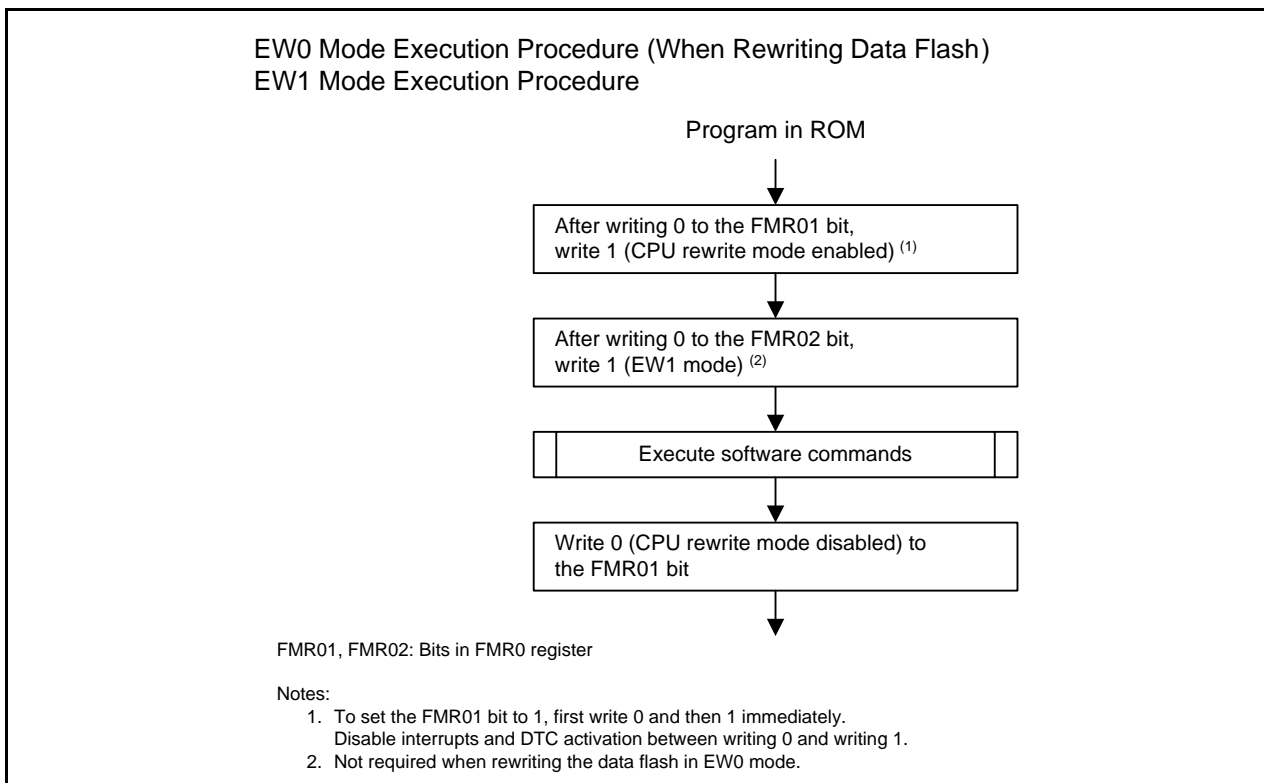 EW0 Mode Execution Procedure (When Rewriting Data Flash)
EW1 Mode Execution Procedure
Program in ROM
After writing 0 to the FMR01 bit,
write 1 (CPU rewrite mode enabled) (1)
After writing 0 to the FMR02 bit,
write 1 (EW1 mode) (2)
Execute software commands
Write 0 (CPU rewrite mode disabled) to
the FMR01 bit
FMR01, FMR02: Bits in FMR0 register
Notes:
1. To set the FMR01 bit to 1, first write 0 and then 1 immediately.
Disable interrupts and DTC activation between writing 0 and writing 1.
2. Not required when rewriting the data flash in EW0 mode.